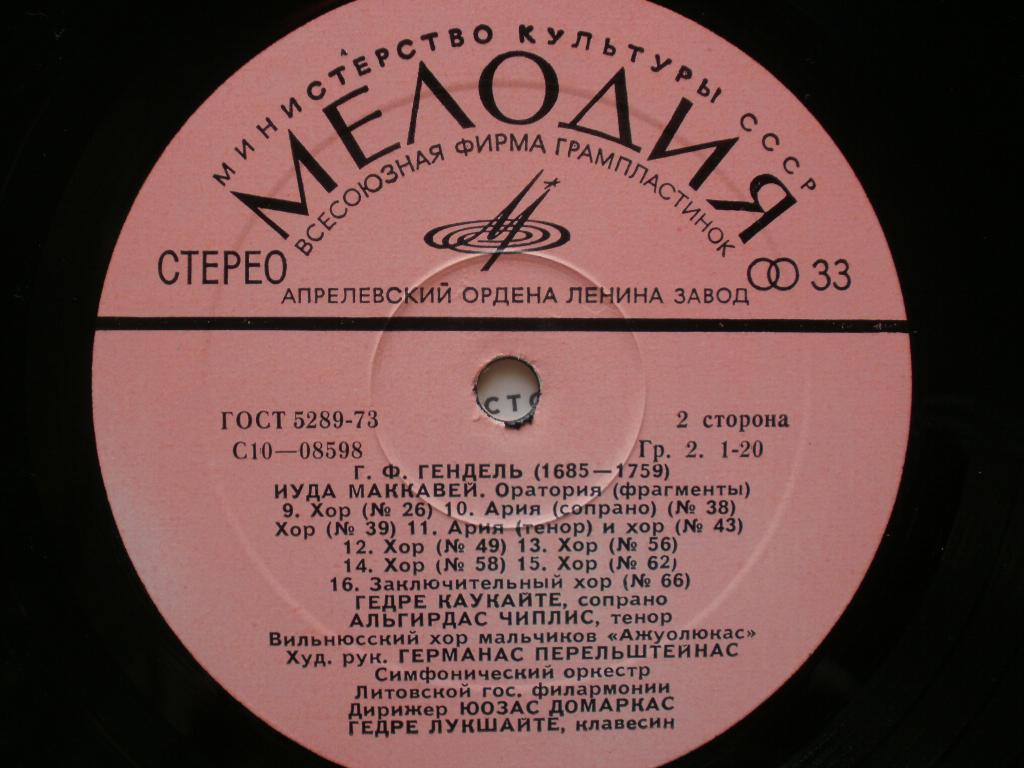 МИНИСТЕРСТВО КУЛЬТУРЫ СССР
МЕЛОДИЯ
ВСЕСОЮЗНАЯ ФИРМА ГРАМПЛАСТИНОК
СТЕРЕО
33
АПРЕЛЕВСКИЙ ОРДЕНА ЛЕНИНА ЗАВОД
СТО
ГОСТ 5289-73
2 сторона
С10—08598
Гр. 2. 1-20
Г. Ф. ГЕНДЕЛЬ (1685—1759)
ИУДА МАККАВЕЙ. Оратория (фрагменты)
9. Хор (№ 26) 10. Ария (сопрано) (№ 38)
Хор (№ 39) 11. Ария (тенор) и хор (№ 43)
12. Хор (№ 49) 13. Хор (№ 56)
14. Хор (№ 58) 15. Хор (№ 62)
16. Заключительный хор (№ 66)
ГЕДРЕ КАУКАЙТЕ, сопрано
АЛЬГИРДАС ЧИПЛИС, тенор
Вильнюсский хор мальчиков «Ажуолюкас»
Худ. рук. ГЕРМАНАС ПЕРЕЛЬШТЕЙНАС
Симфонический оркестр
Литовской гос. филармонии
Дирижер ЮОЗАС ДОМАРКАС
ГЕДРЕ ЛУКШАЙТЕ, клавесин